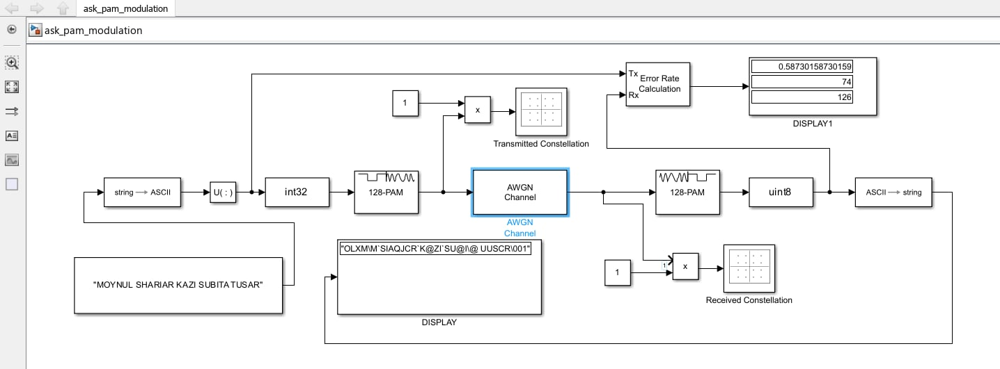 ask_pam_modulation
ask_pam_modulation
Tx
Rx
Error Rate
Calculation
0.58730158730159
74
126
DISPLAY1
1
x
Transmitted Constellation
string → ASCII
U( : )
int32
128-PAM
AWGN
Channel
AWGN
Channel
128-PAM
uint8
ASCII → string
"OLXM\M`SIAQJCR`K@ZI`SU@I\@ UUSCR\001"
DISPLAY
"MOYNUL SHARIAR KAZI SUBITA TUSAR"
1
1
x
Received Constellation